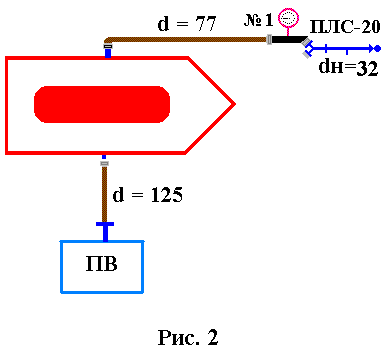 d = 77
№1
ПЛС-20
dн=32
d = 125
ПВ
Рис. 2